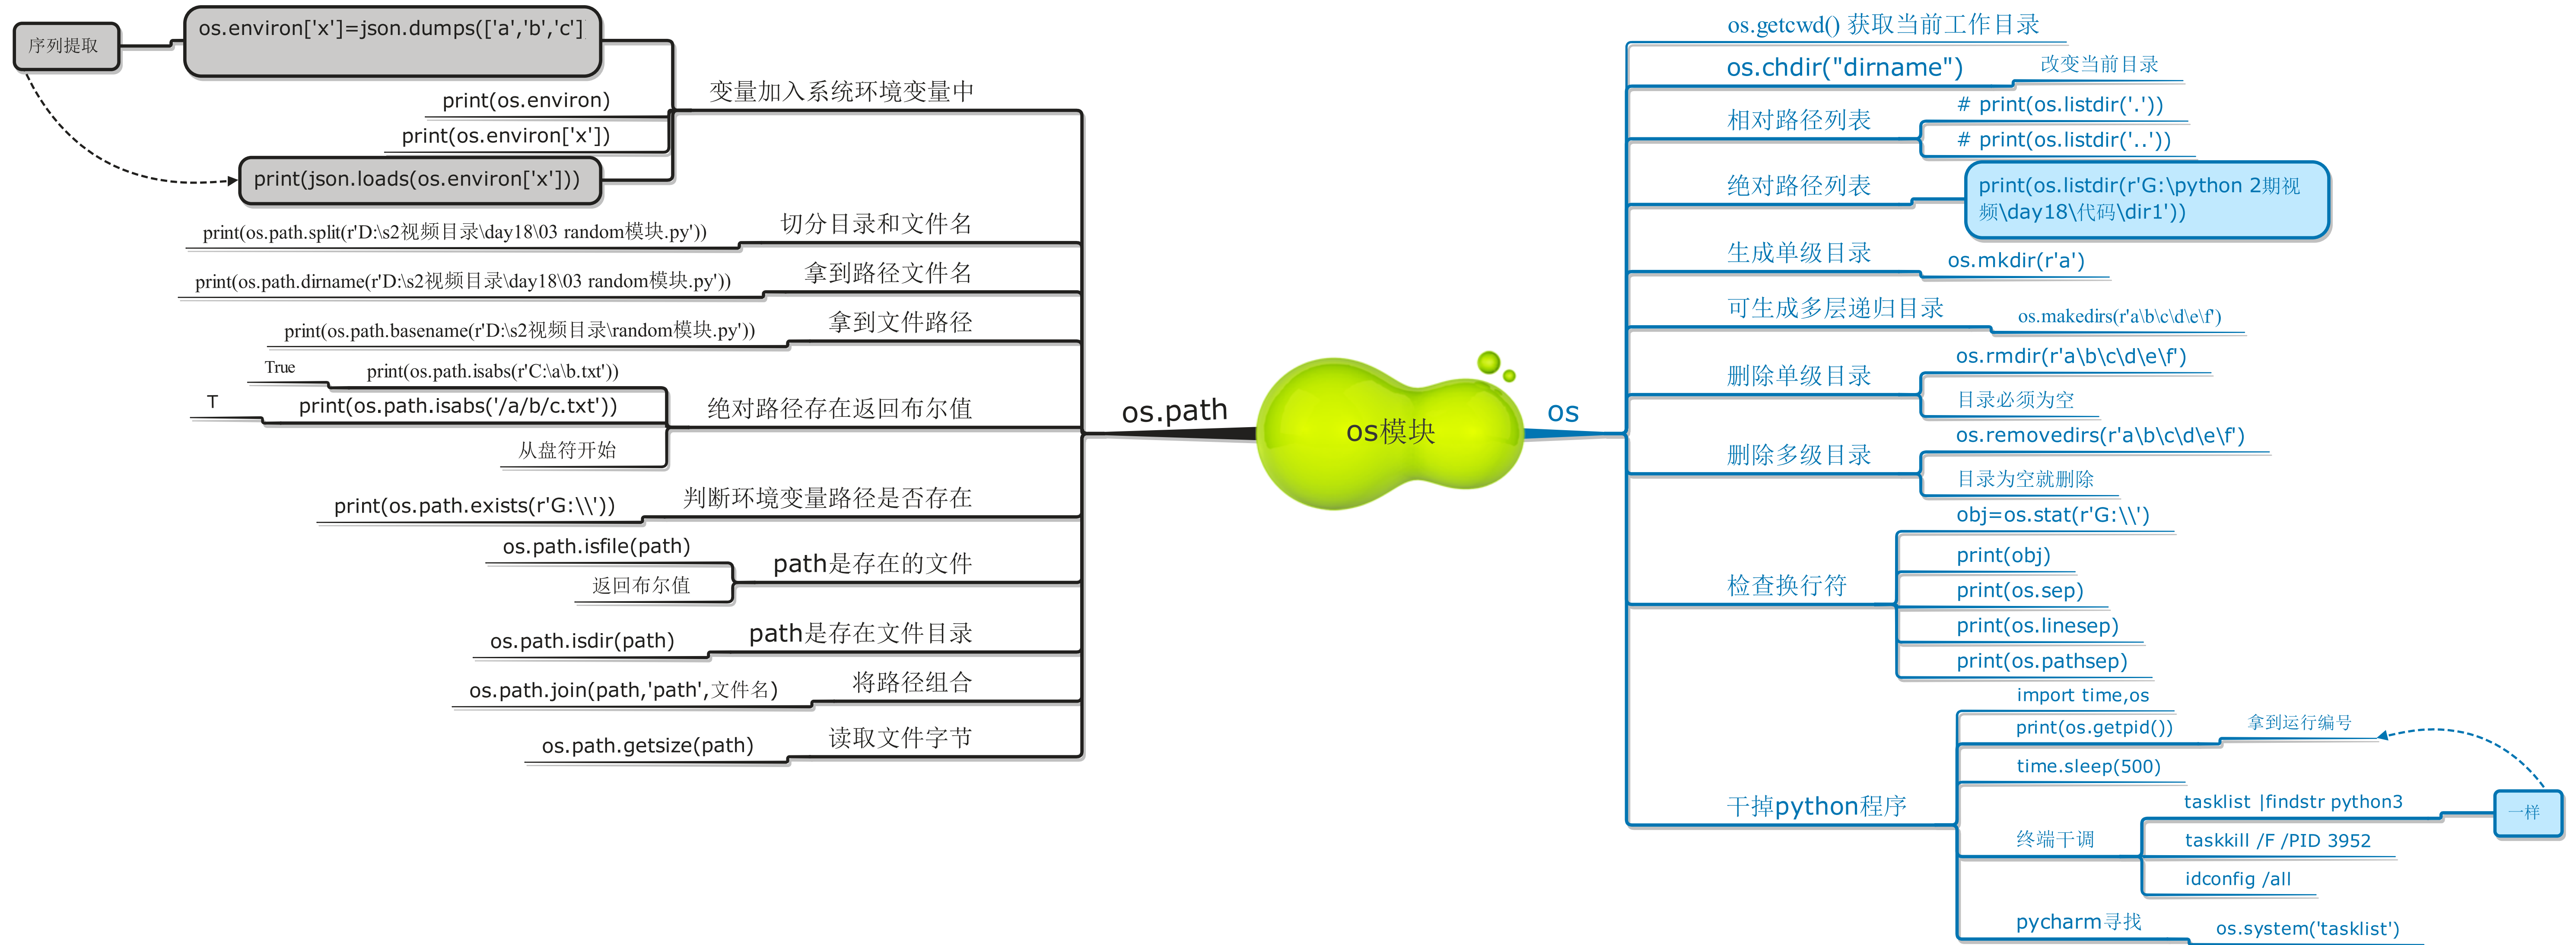 os模块
os.path
变量加入系统环境变量中
序列提取
os.environ['x']=json.dumps(['a','b','c']
print(os.environ)
print(os.environ['x'])
print(json.loads(os.environ['x']))
切分目录和文件名
print(os.path.split(r'D:\s2视频目录\day18\03 random模块.py'))
拿到路径文件名
print(os.path.dirname(r'D:\s2视频目录\day18\03 random模块.py'))
拿到文件路径
print(os.path.basename(r'D:\s2视频目录\random模块.py'))
绝对路径存在返回布尔值
True
print(os.path.isabs(r'C:\a\b.txt'))
T
print(os.path.isabs('/a/b/c.txt'))
从盘符开始
判断环境变量路径是否存在
print(os.path.exists(r'G:\\'))
path是存在的文件
os.path.isfile(path)
返回布尔值
path是存在文件目录
os.path.isdir(path)
将路径组合
os.path.join(path,'path',文件名)
读取文件字节
os.path.getsize(path)
os
os.getcwd() 获取当前工作目录
os.chdir("dirname")
改变当前目录
相对路径列表
# print(os.listdir('.'))
# print(os.listdir('..'))
绝对路径列表
print(os.listdir(r'G:\python 2期视
频\day18\代码\dir1'))
生成单级目录
os.mkdir(r'a')
可生成多层递归目录
os.makedirs(r'a\b\c\d\e\f')
删除单级目录
os.rmdir(r'a\b\c\d\e\f')
目录必须为空
删除多级目录
os.removedirs(r'a\b\c\d\e\f')
目录为空就删除
检查换行符
obj=os.stat(r'G:\\')
print(obj)
print(os.sep)
print(os.linesep)
print(os.pathsep)
干掉python程序
import time,os
print(os.getpid())
拿到运行编号
time.sleep(500)
终端干调
tasklist |findstr python3
一样
taskkill /F /PID 3952
idconfig /all
pycharm寻找
os.system('tasklist')